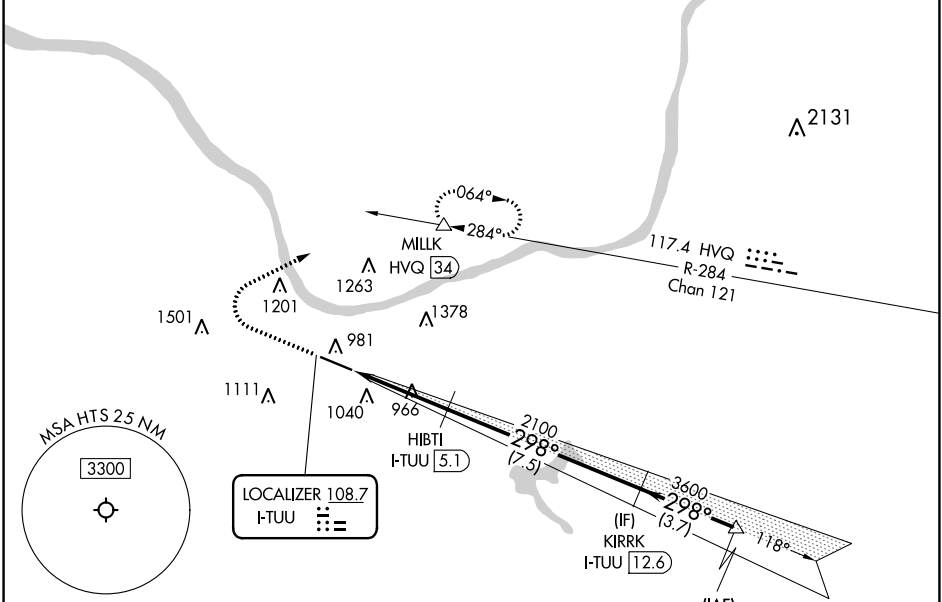 2131
064°
284°
MILLK
HVQ 34
117.4 HVQ
R-284
Chan 121
1263
1201
1378
1501
981
1111
1040
966
HIBTI
I-TUU 5.1
2100
298°
(7.5)
3600
298°
(3.7)
118°
(IF)
KIRRK
I-TUU 12.6
MSA HTS 25 NM
3300
LOCALIZER 108.7
I-TUU
(IAF)